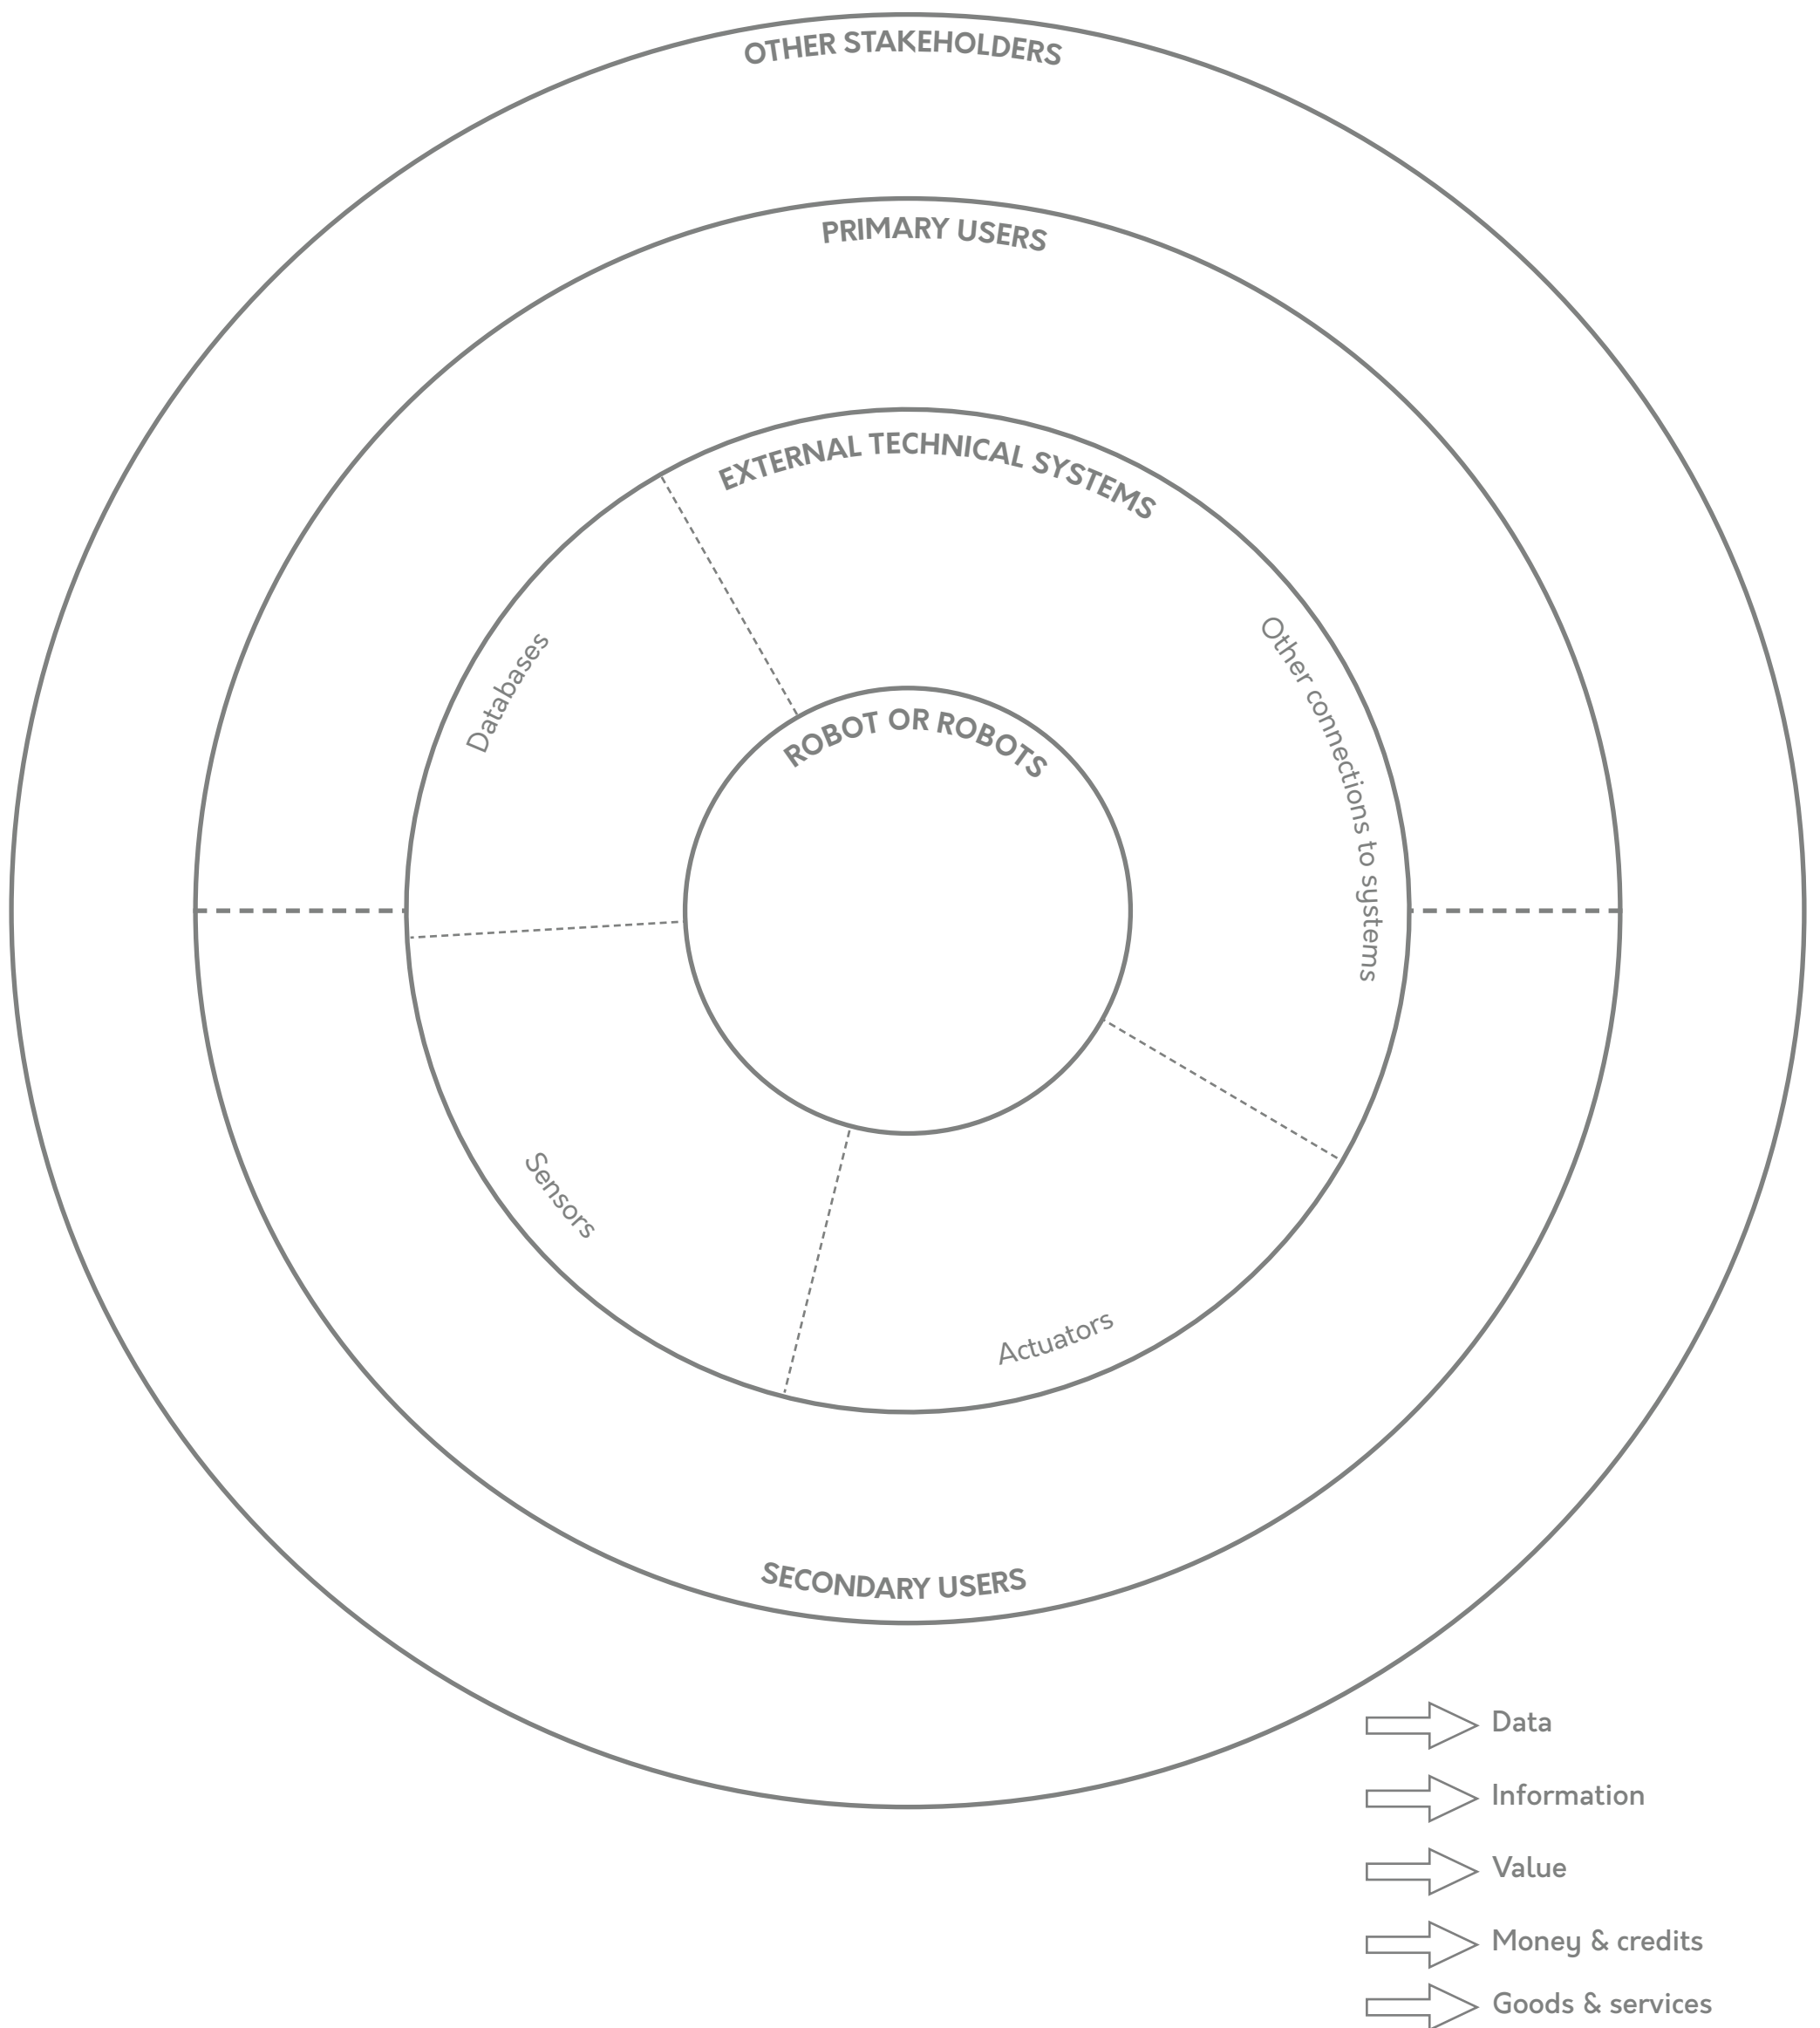 OTHER STAKEHOLDERS
PRIMARY USERS
EXTERNAL TECHNICAL SYSTEMS
Databases
Other connections to systems
ROBOT OR ROBOTS
Sensors
Actuators
SECONDARY USERS
Data
Information
Value
Money & credits
Goods & services